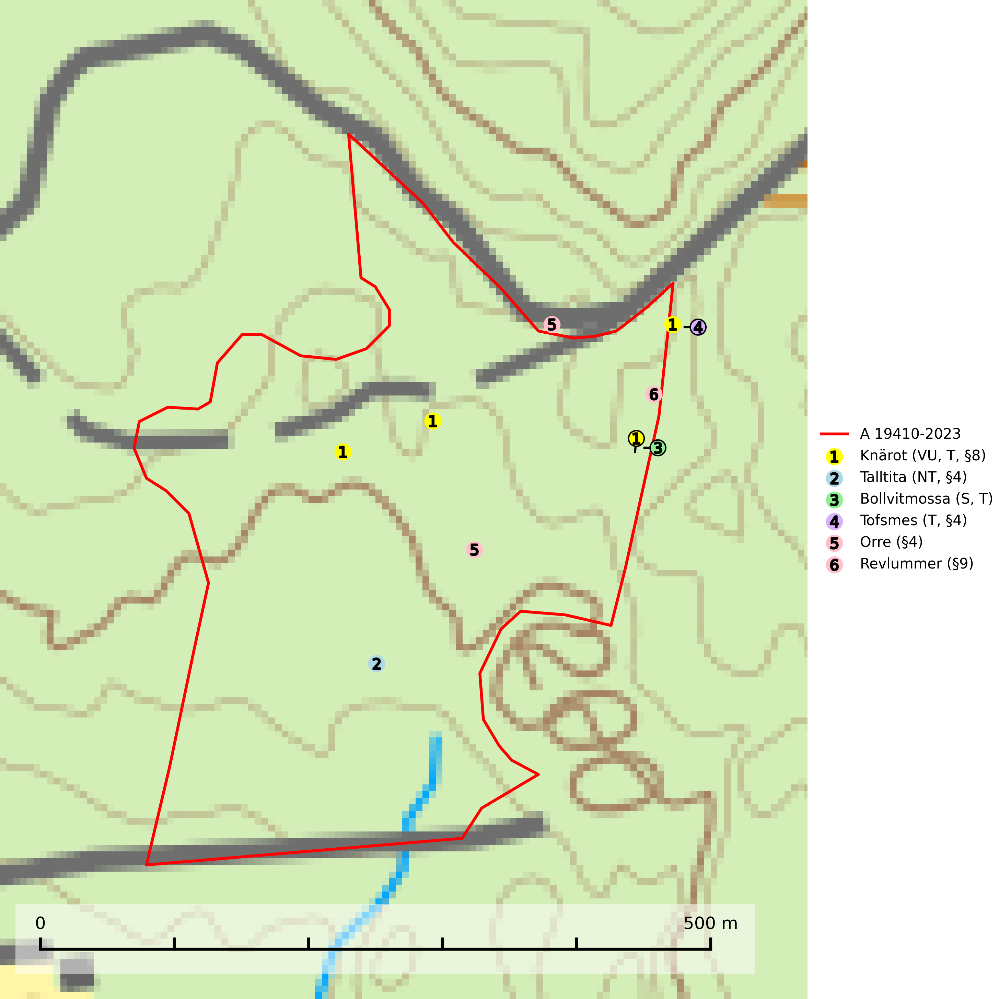 5
1 4
6
1
1
1 3
5
2
0 500 m
A 19410-2023
1 Knärot (VU, T, §8)
2 Talltita (NT, §4)
3 Bollvitmossa (S, T)
4 Tofsmes (T, §4)
5 Orre (§4)
6 Revlummer (§9)